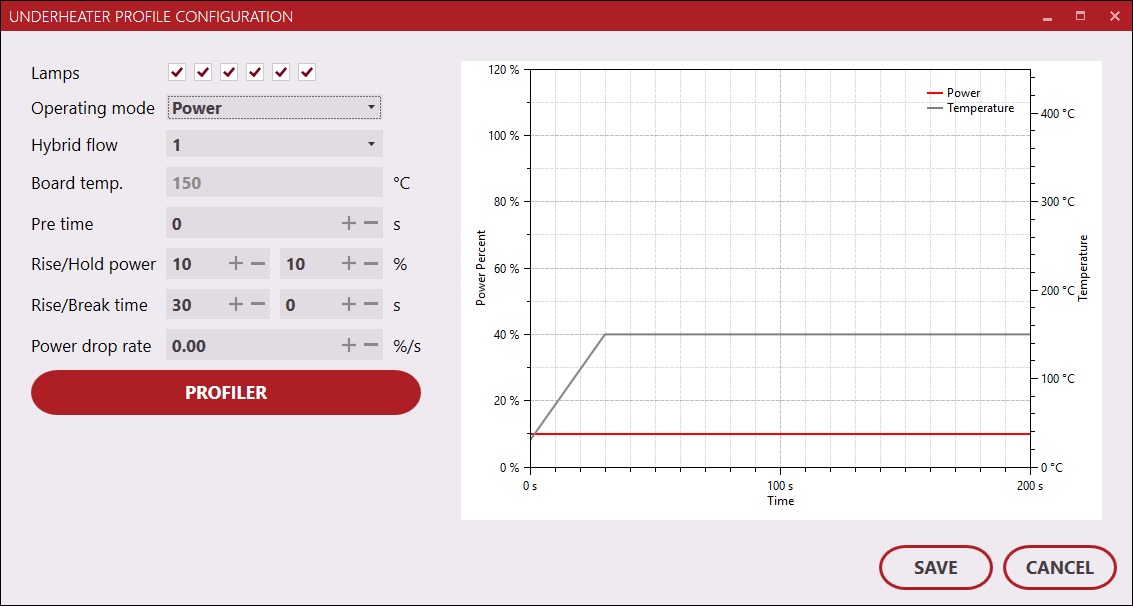 UNDERHEATER PROFILE CONFIGURATION
Lamps
Operating mode Power
Hybrid flow 1
Board temp. 150 °C
Pre time 0 s
Rise/Hold power 10 10 %
Rise/Break time 30 0 s
Power drop rate 0.00 %/s
PROFILER
120 %
100 %
80 %
60 %
40 %
20 %
0 %
Power Percent
Power
Temperature
400 °C
300 °C
200 °C
100 °C
0 °C
Temperature
0 s 100 s 200 s
Time
SAVE CANCEL